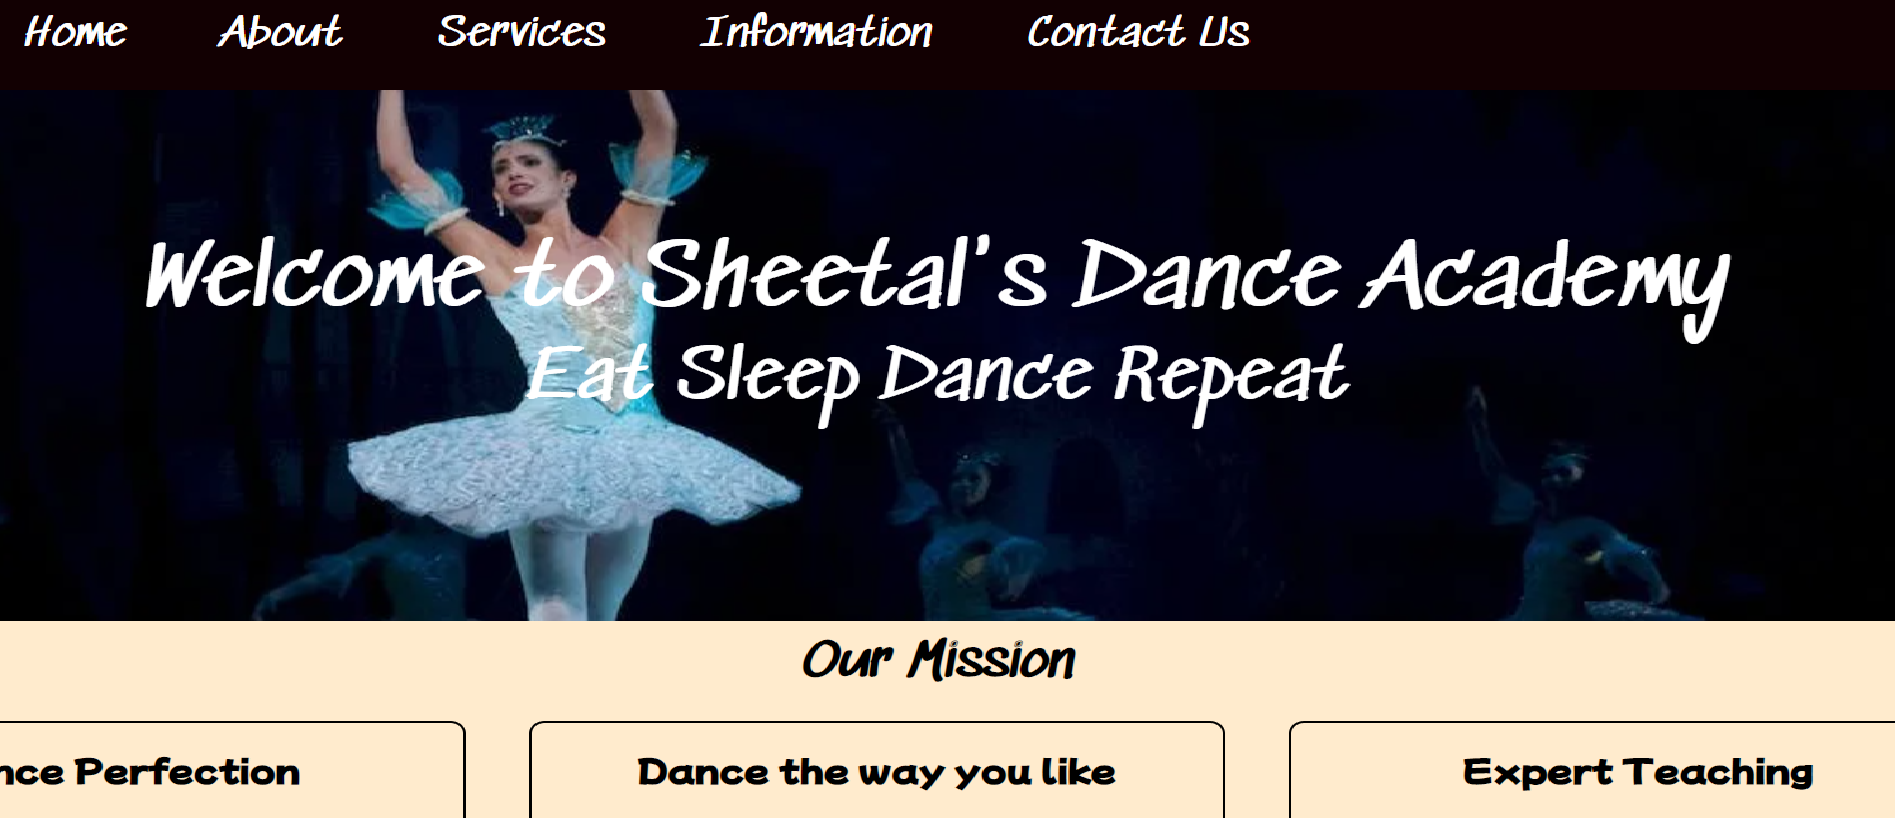 Home About Services Information Contact Us
Welcome to Sheetal's Dance Academy
Eat Sleep Dance Repeat
Our Mission
Perfection Dance the way you like Expert Teaching